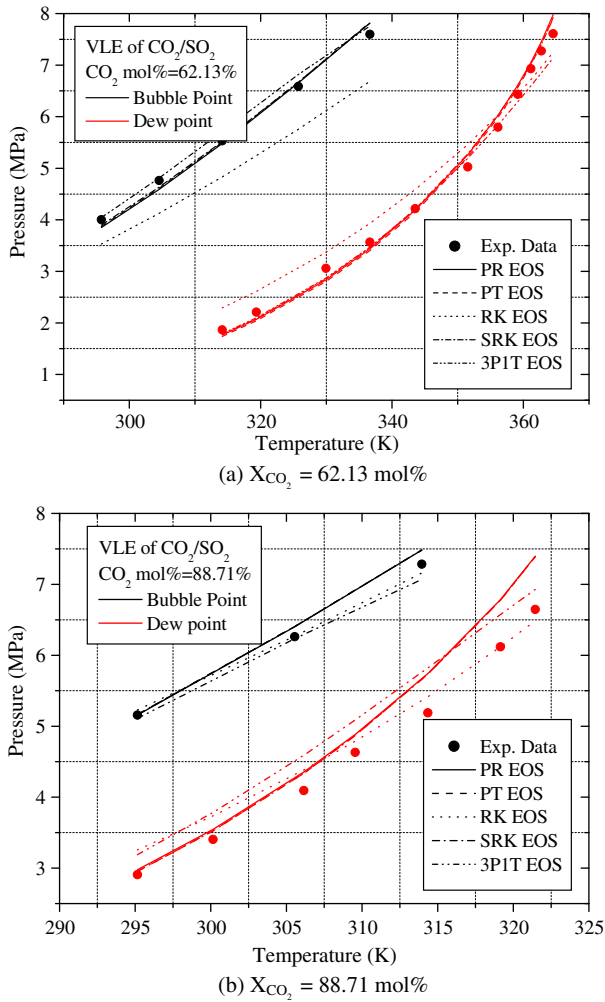 8
7
6
5
4
3
2
1
Pressure (MPa)
VLE of CO₂/SO₂
CO₂ mol%=62.13%
Bubble Point
Dew point
Exp. Data
PR EOS
PT EOS
RK EOS
SRK EOS
3P1T EOS
300 320 340 360
Temperature (K)
(a) X_CO₂ = 62.13 mol%
8
7
6
5
4
3
Pressure (MPa)
VLE of CO₂/SO₂
CO₂ mol%=88.71%
Bubble Point
Dew point
Exp. Data
PR EOS
PT EOS
RK EOS
SRK EOS
3P1T EOS
290 295 300 305 310 315 320 325
Temperature (K)
(b) X_CO₂ = 88.71 mol%